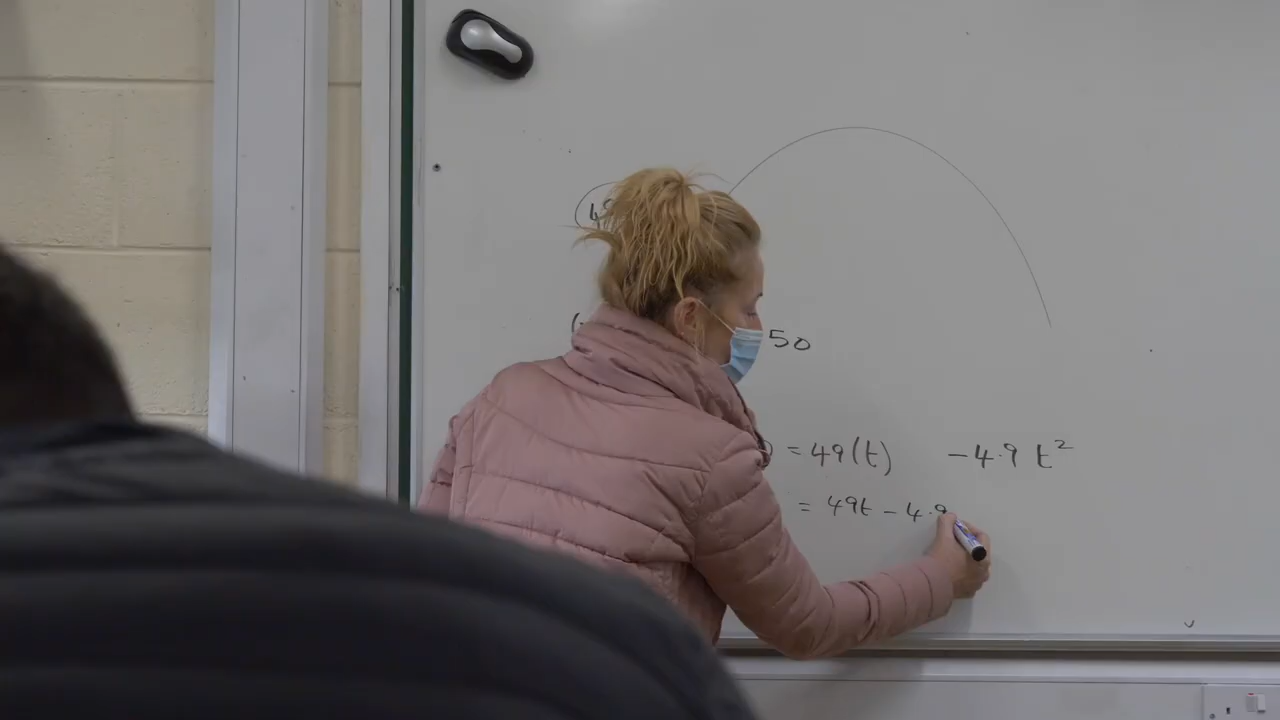 50
= 49(t) -4.9 t²
= 49t - 4.9